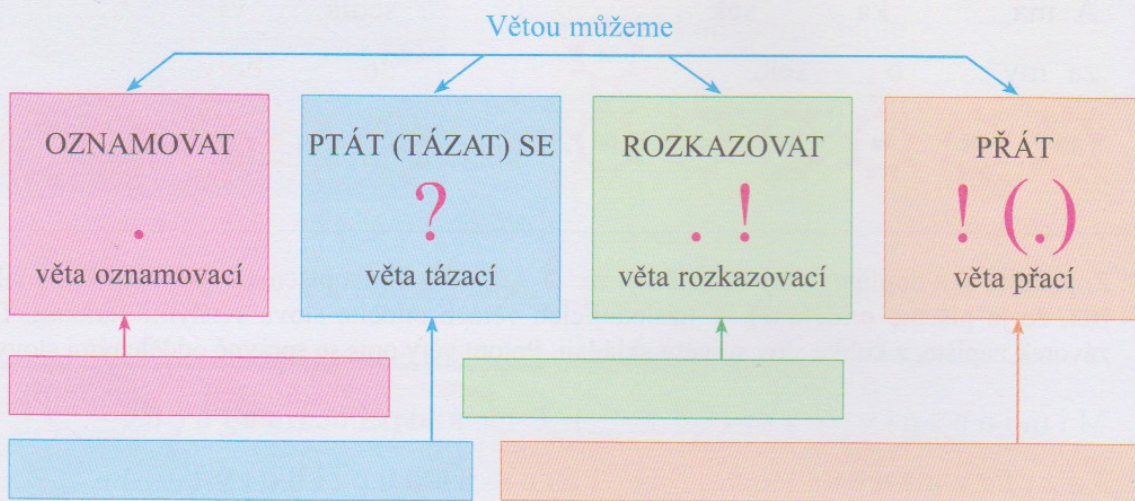 Větou můžeme
OZNAMOVAT
.
věta oznamovací
PTÁT (TÁZAT) SE
?
věta tázací
ROZKAZOVAT
. !
věta rozkazovací
PŘÁT
! (.)
věta přací